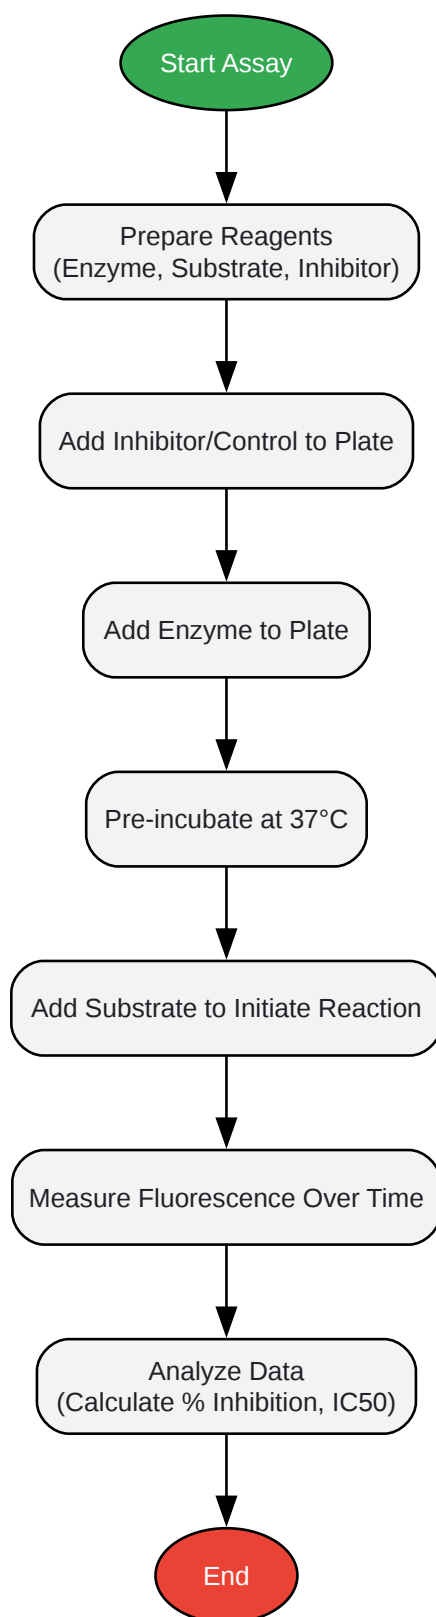 Start Assay
Prepare Reagents
(Enzyme, Substrate, Inhibitor)
Add Inhibitor/Control to Plate
Add Enzyme to Plate
Pre-incubate at 37°C
Add Substrate to Initiate Reaction
Measure Fluorescence Over Time
Analyze Data
(Calculate % Inhibition, IC50)
End